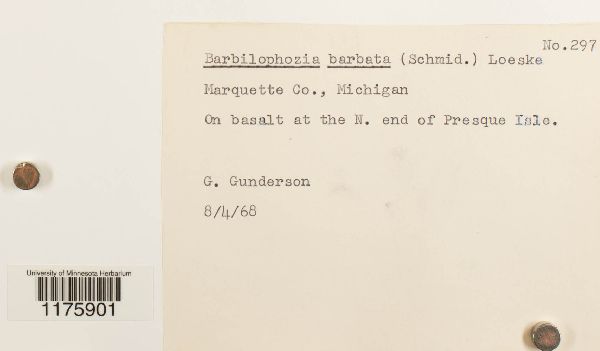 No.297
Barbilophozia barbata (Schmid.) Loeske
Marquette Co., Michigan
On basalt at the N. end of Presque Isle.
G. Gunderson
8/4/68
University of Minnesota Herbarium
1175901